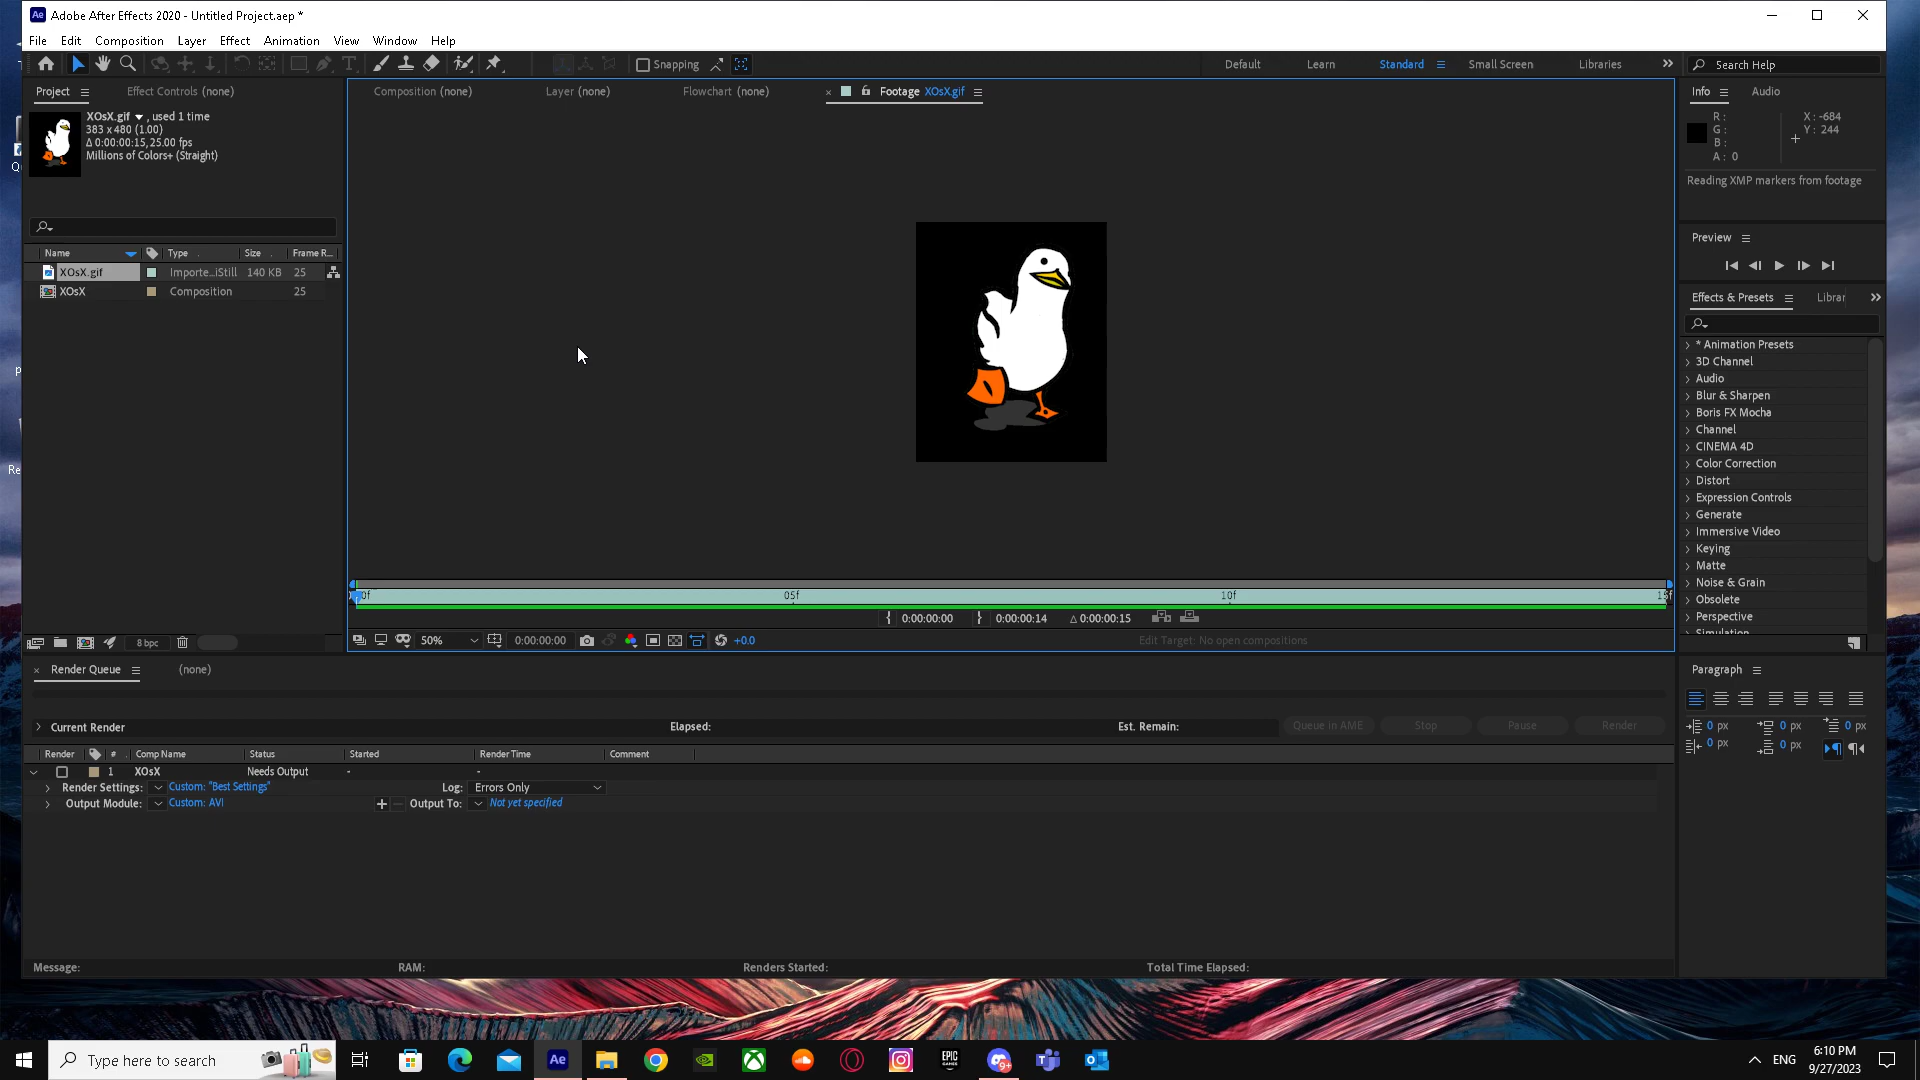 Adobe After Effects 2020 - Untitled Project.aep *
File Edit Composition Layer Effect Animation View Window Help
Snapping
Default Learn Standard Small Screen Libraries
Search Help
Project Effect Controls (none)
Composition (none) Layer (none) Flowchart (none) Footage XOsX.gif
Info Audio
XOsX.gif , used 1 time
383 x 480 (1.00)
Δ 0:00:00:15, 25.00 fps
Millions of Colors+ (Straight)
R :
G :
B :
A : 0
X : -684
Y : 244
Reading XMP markers from footage
Preview
Name Type Size Frame R...
XOsX.gif Importe...iStill 140 KB 25
XOsX Composition 25
Effects & Presets Librar
* Animation Presets
3D Channel
Audio
Blur & Sharpen
Boris FX Mocha
Channel
CINEMA 4D
Color Correction
Distort
Expression Controls
Generate
Immersive Video
Keying
Matte
Noise & Grain
Obsolete
Perspective
Simulation
05f 10f 15f
0:00:00:00 0:00:00:14 Δ 0:00:00:15
8 bpc
50% 0:00:00:00 +0.0 Edit Target: No open compositions
Render Queue (none)
Current Render Elapsed: Est. Remain: Queue in AME Stop Pause Render
Render # Comp Name Status Started Render Time Comment
1 XOsX Needs Output - -
Render Settings: Custom: "Best Settings" Log: Errors Only
Output Module: Custom: AVI Output To: Not yet specified
Message: RAM: Renders Started: Total Time Elapsed:
Paragraph
0 px 0 px 0 px
0 px 0 px
Type here to search
Ae
EPIC GAMES
9+
ENG
6:10 PM
9/27/2023